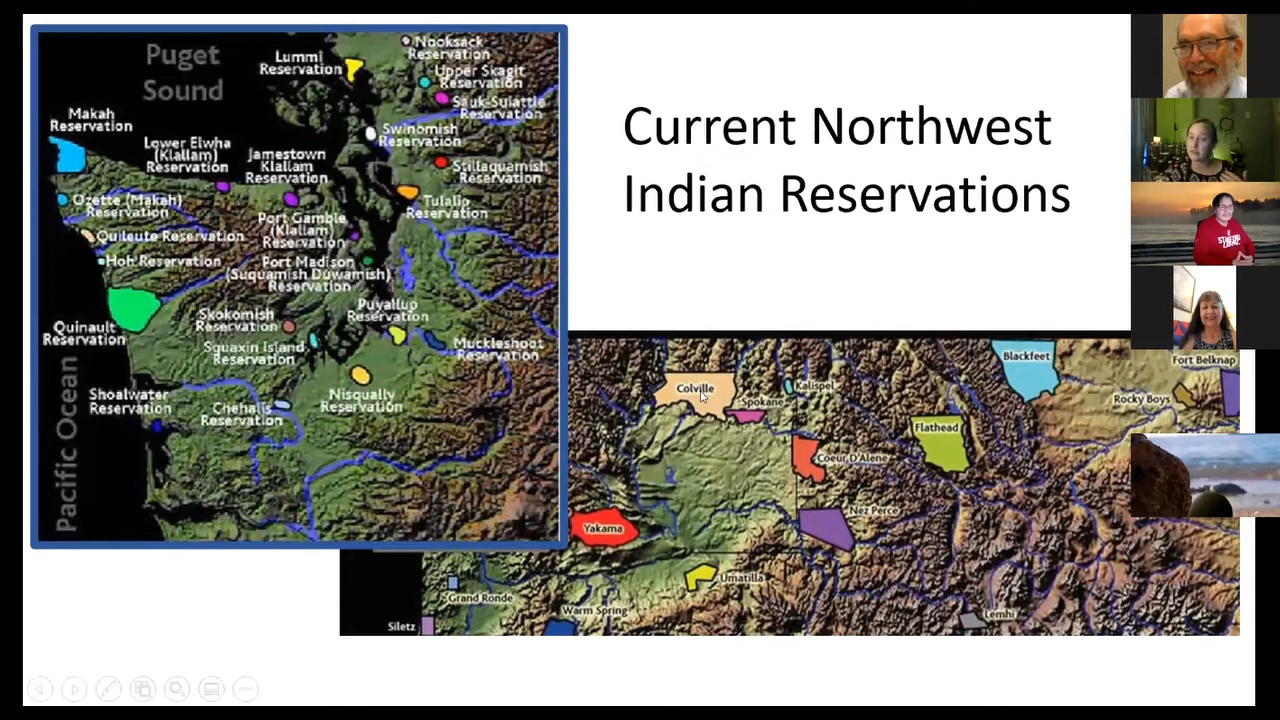 Current Northwest
Indian Reservations
Puget
Sound
Lummi
Reservation
Nooksack
Reservation
Upper Skagit
Reservation
Sauk-Suiattle
Reservation
Makah
Reservation
Swinomish
Reservation
Lower Elwha
(Klallam)
Reservation
Jamestown
Klallam
Reservation
Stillaquamish
Reservation
Ozette (Makah)
Reservation
Tulalip
Reservation
Port Gamble
(Klallam)
Reservation
Quileute Reservation
Hoh Reservation
Port Madison
(Suquamish Duwamish)
Reservation
Puyallup
Reservation
Skokomish
Reservation
Quinault
Reservation
Squaxin Island
Reservation
Muckleshoot
Reservation
Shoalwater
Reservation
Chehalis
Reservation
Nisqually
Reservation
Pacific Ocean
Blackfeet
Fort Belknap
Colville
Kalispel
Rocky Boys
Spokane
Flathead
Coeur D'Alene
Nez Perce
Yakama
Umatilla
Grand Ronde
Warm Spring
Lemhi
Siletz